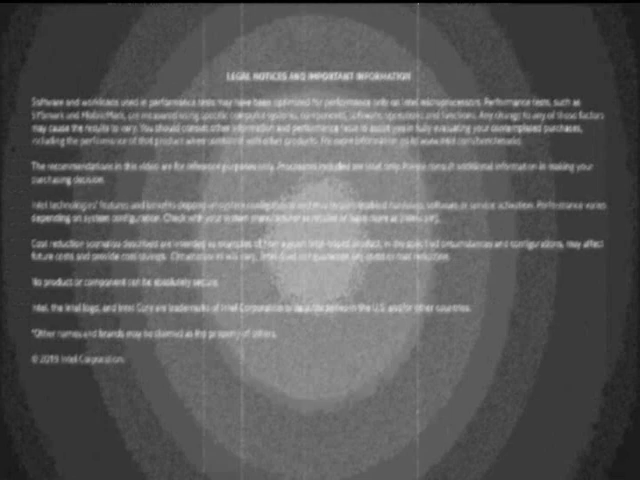 LEGAL NOTICES AND IMPORTANT INFORMATION
Software and workloads used in performance tests may have been optimized for performance only on Intel microprocessors. Performance tests, such as
SYSmark and MobileMark, are measured using specific computer systems, components, software, operations and functions. Any change to any of those factors
may cause the results to vary. You should consult other information and performance tests to assist you in fully evaluating your contemplated purchases,
including the performance of that product when combined with other products. For more information go to
The recommendations in this video are for reference purposes only. Processors included are Intel only. Please consult additional information in making your
purchasing decision.
Intel technologies' features and benefits depend on system configuration and may require enabled hardware, software or service activation. Performance varies
depending on system configuration. Check with your system manufacturer or retailer or learn more at [intel.com].
Cost reduction scenarios described are intended as examples of how a given Intel-based product, in the specified circumstances and configurations, may affect
future costs and provide cost savings. Circumstances will vary. Intel does not guarantee any costs or cost reduction.
No product or component can be absolutely secure.
Intel, the Intel logo, and Intel Core are trademarks of Intel Corporation or its subsidiaries in the U.S. and/or other countries.
*Other names and brands may be claimed as the property of others.
© 2019 Intel Corporation.